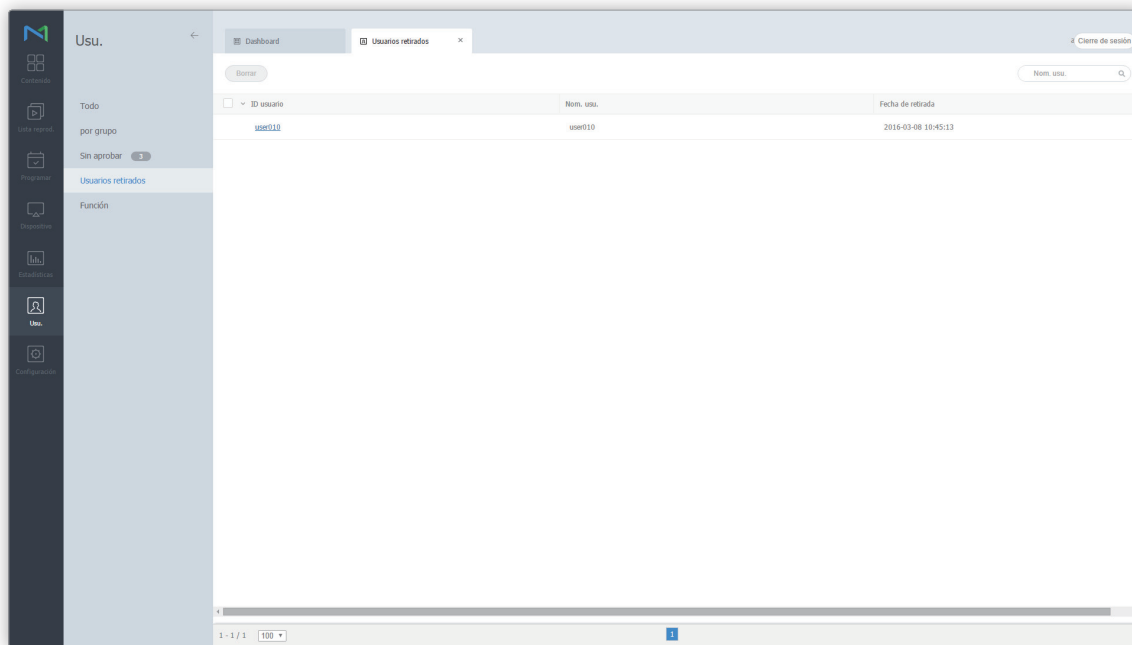 Contenido
Lista reprod.
Programar
Dispositivo
Estadísticas
Usu.
Configuración
Usu.
Todo
por grupo
Sin aprobar 3
Usuarios retirados
Función
Dashboard
Usuarios retirados
Cierre de sesión
Borrar
Nom. usu.
ID usuario Nom. usu. Fecha de retirada
user010 user010 2016-03-08 10:45:13
1 - 1 / 1 100 1